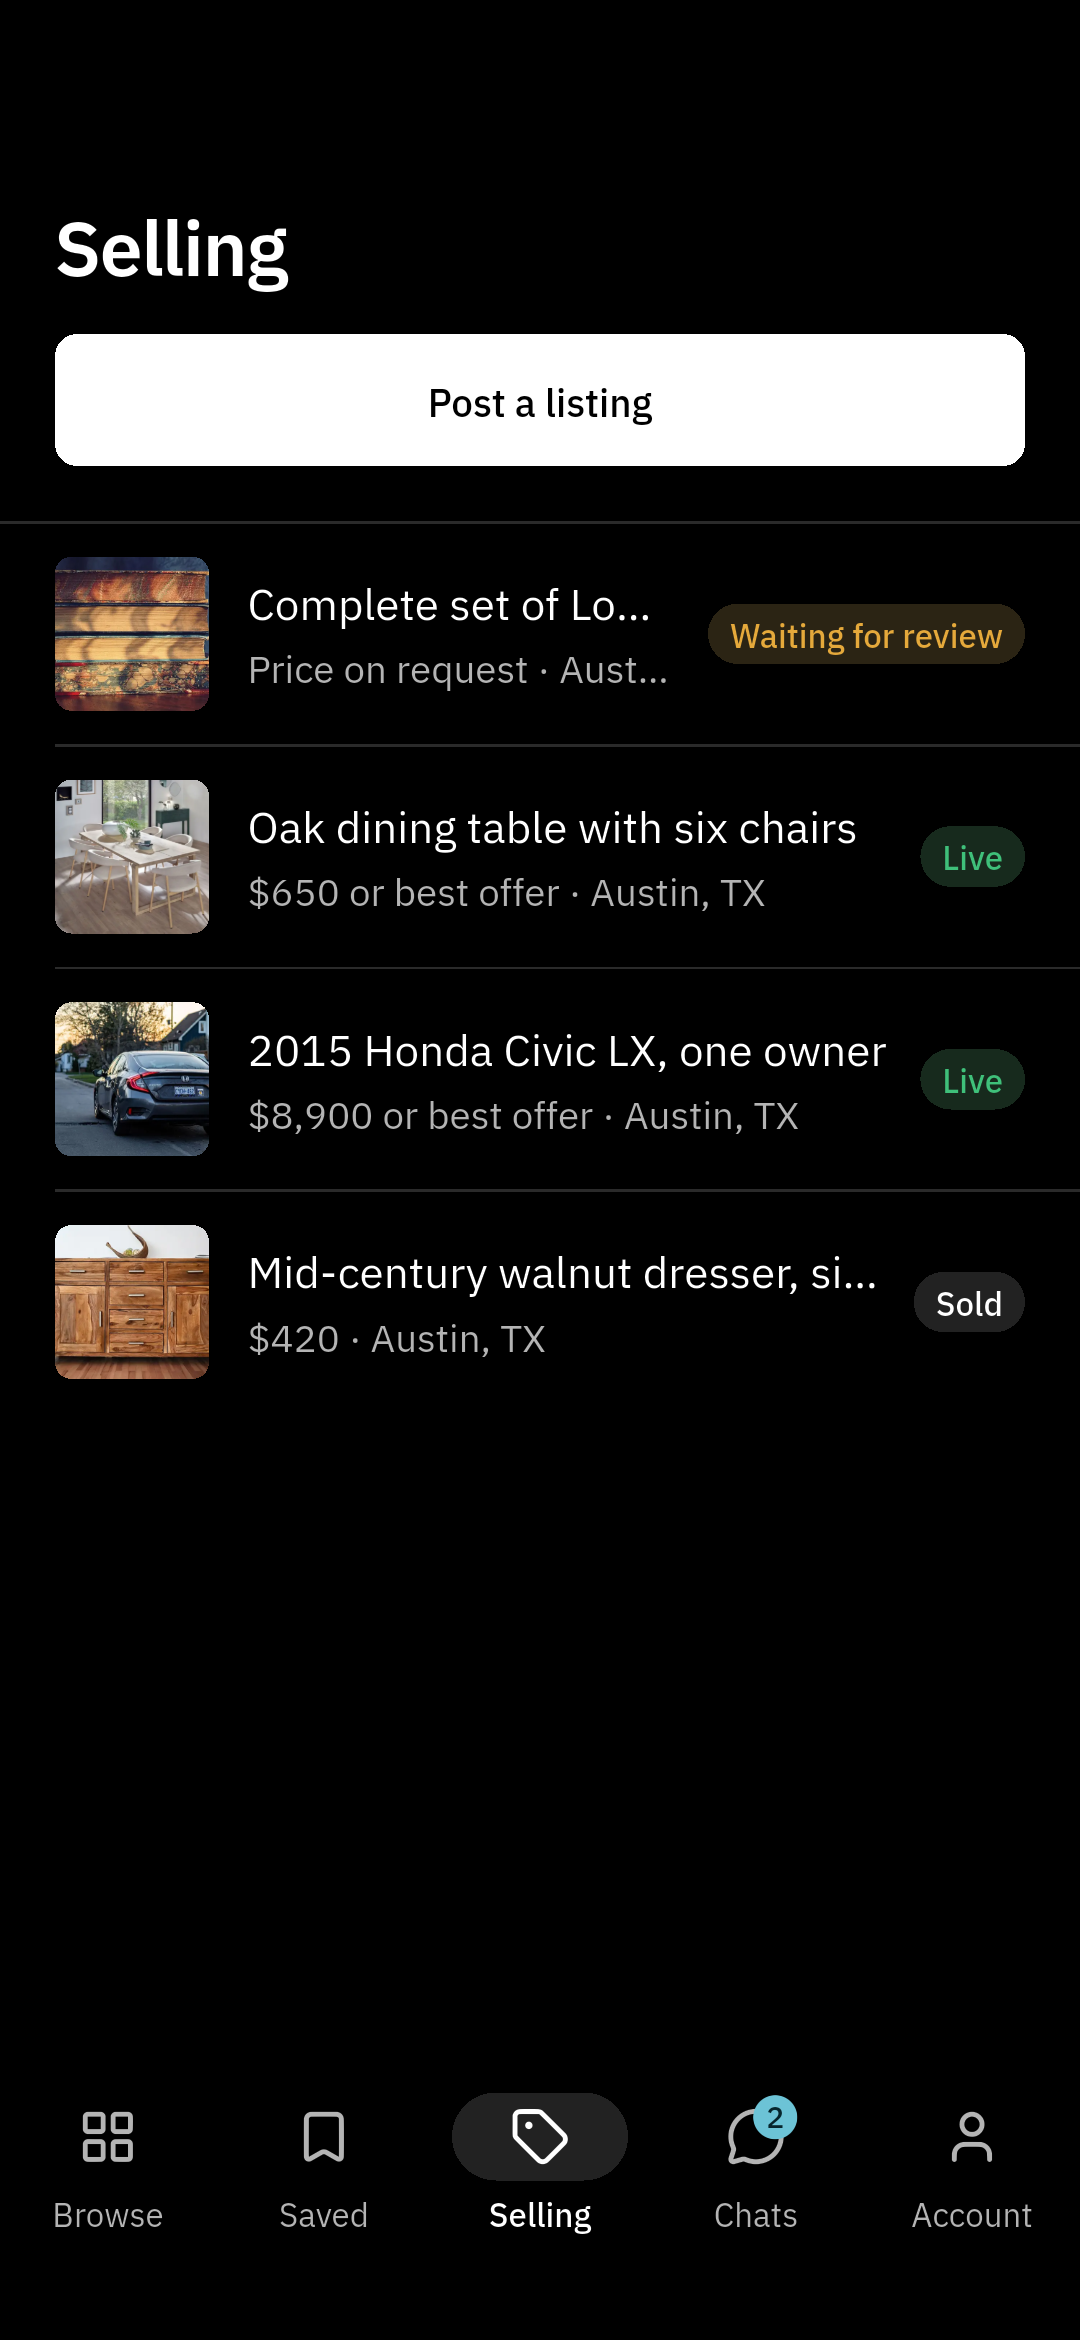 Selling
Post a listing
Complete set of Lo...
Price on request · Aust...
Waiting for review
Oak dining table with six chairs
$650 or best offer · Austin, TX
Live
2015 Honda Civic LX, one owner
$8,900 or best offer · Austin, TX
Live
Mid-century walnut dresser, si...
$420 · Austin, TX
Sold
2
Browse
Saved
Selling
Chats
Account